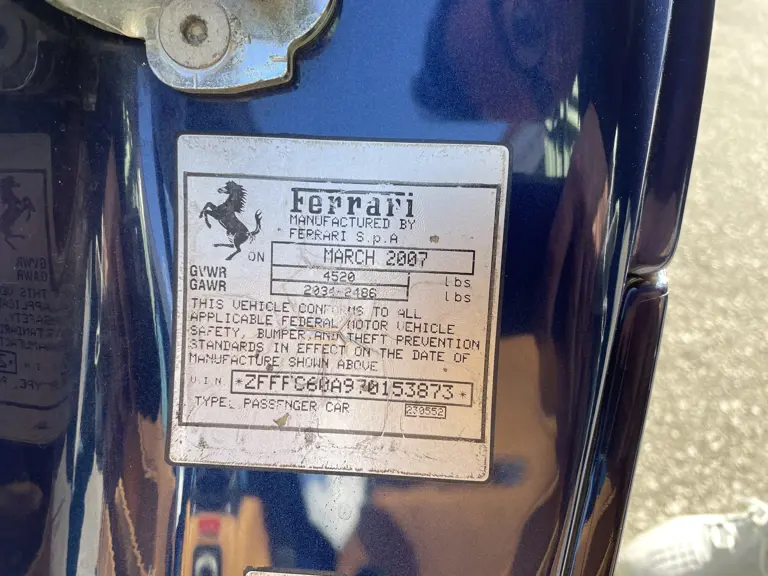 Ferrari
MANUFACTURED BY
FERRARI S.p.A
ON MARCH 2007
GVWR 4520 lbs
GAWR 2034-2486 lbs
THIS VEHICLE CONFORMS TO ALL
APPLICABLE FEDERAL MOTOR VEHICLE
SAFETY, BUMPER,AND THEFT PREVENTION
STANDARDS IN EFFECT ON THE DATE OF
MANUFACTURE SHOWN ABOVE
V.I.N *ZFFFC60A970153873*
TYPE: PASSENGER CAR 230552